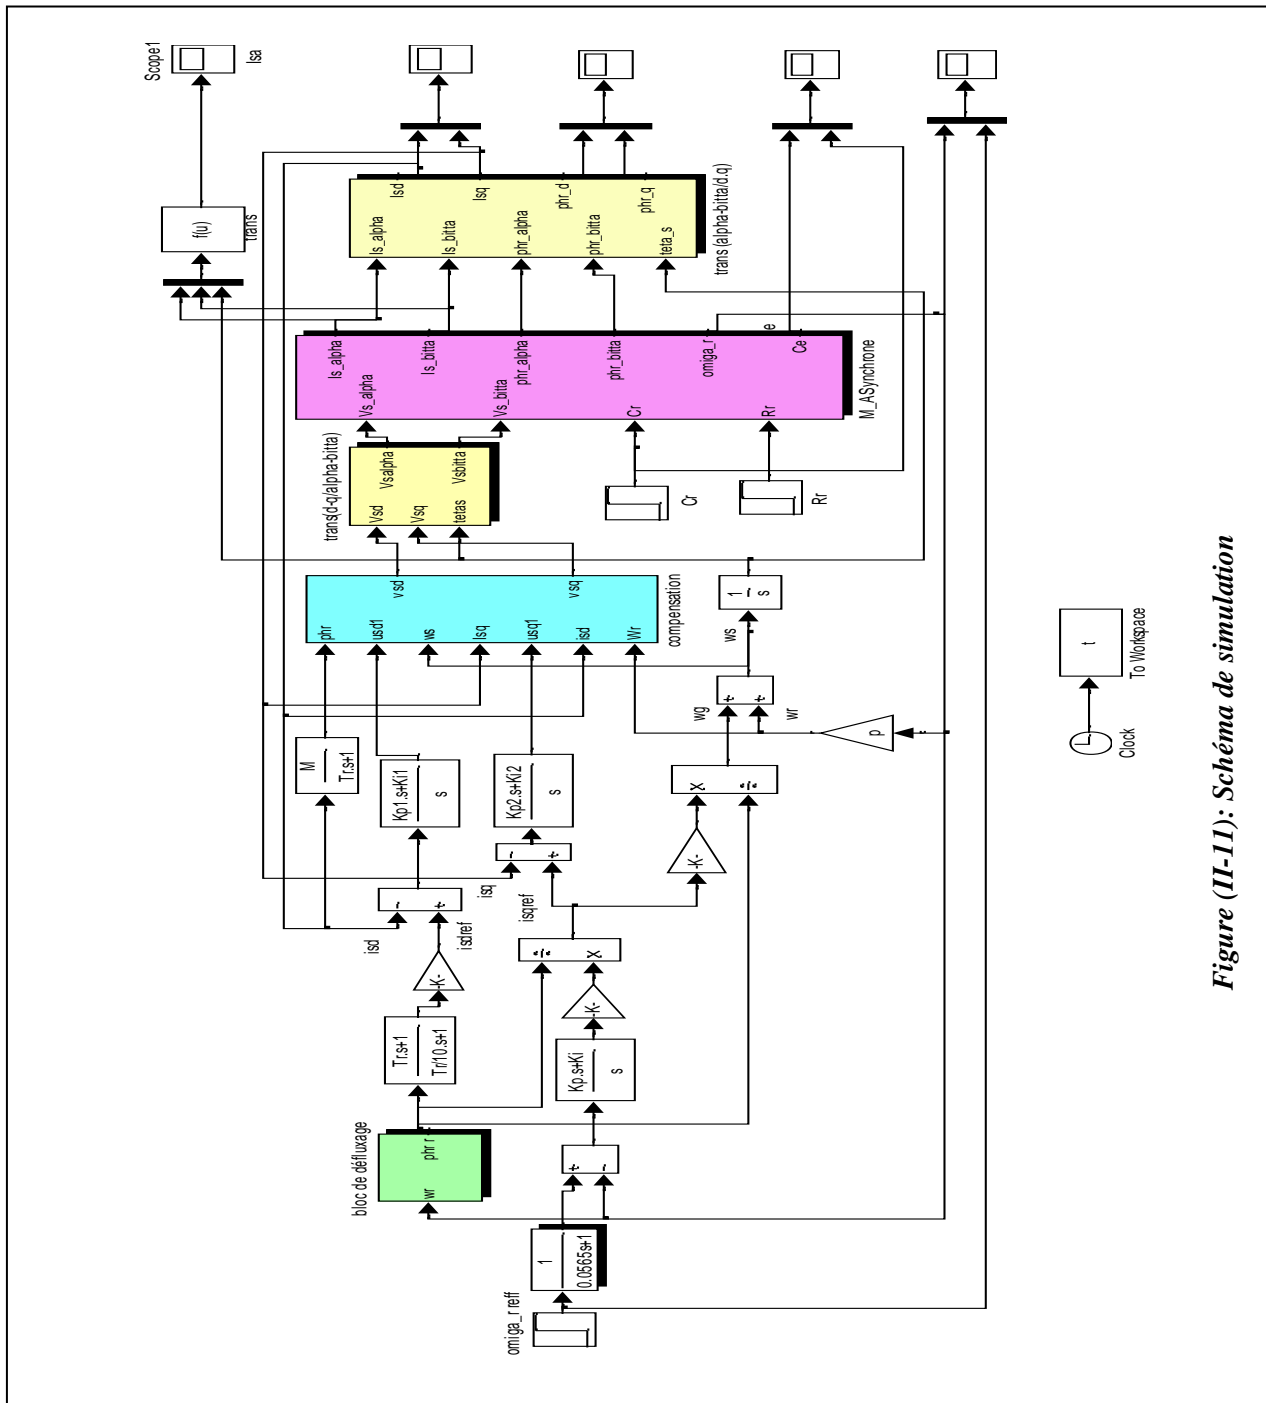 Scope1
Isa
f(u)
trans
Isd
Isq
phr_d
phr_q
Is_alpha
Is_bitta
phr_alpha
phr_bitta
teta_s
trans (alpha-bitta/d.q)
Is_alpha
Is_bitta
phr_alpha
phr_bitta
omiga_r
e
Ce
Vs_alpha
Vs_bitta
Cr
Rr
M_ASynchrone
trans(d-q/alpha-bitta)
Vsalpha
Vsbitta
Vsd
Vsq
tetas
Cr
Rr
vsd
vsq
phr
usd1
ws
Isq
usq1
isd
Wr
compensation
1
s
ws
wg
wr
p
M
Tr.s+1
Kp1.s+Ki1
s
Kp2.s+Ki2
s
X
÷
-K-
isd
isdref
isq
isqref
-K-
÷
X
-K-
Tr.s+1
Tr/10.s+1
Kp.s+Ki
s
bloc de défluxage
wr
phr r
1
0.0565s+1
omiga_r reff
t
To Workspace
Clock
Figure (II-11): Schéma de simulation